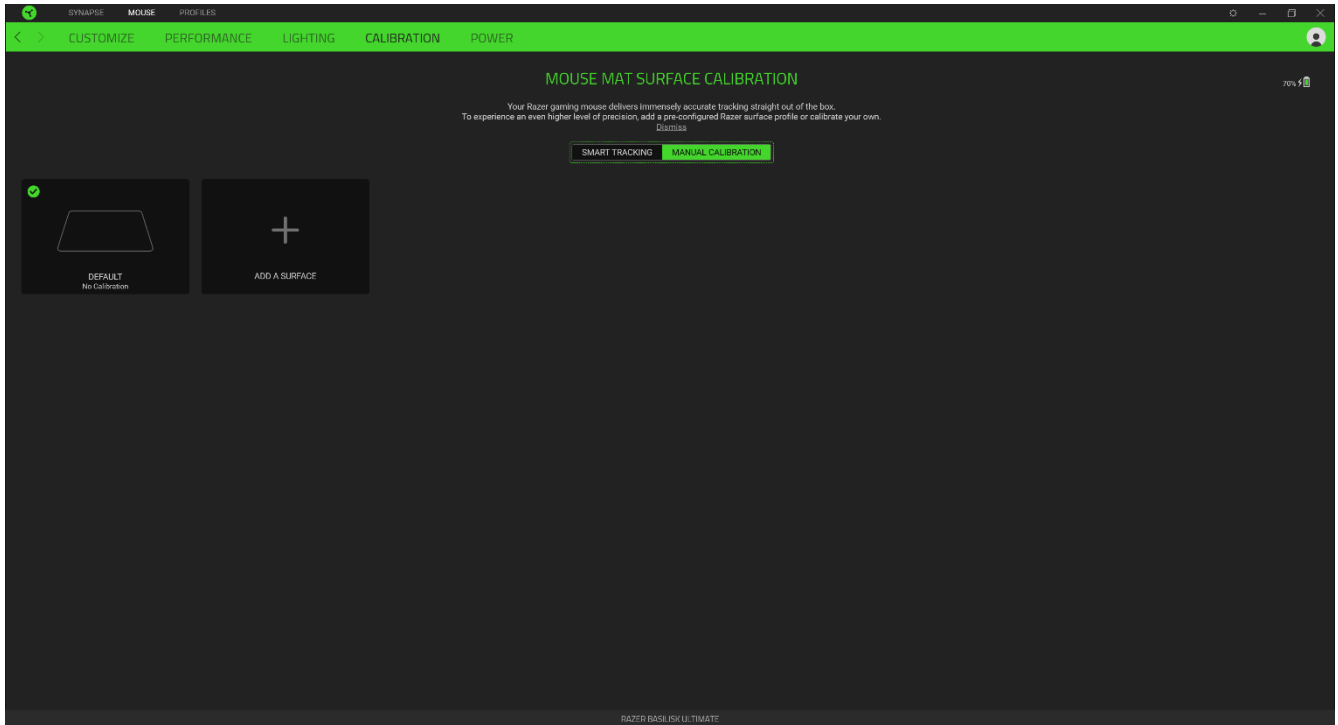 SYNAPSE MOUSE PROFILES
CUSTOMIZE PERFORMANCE LIGHTING CALIBRATION POWER
MOUSE MAT SURFACE CALIBRATION
70%
Your Razer gaming mouse delivers immensely accurate tracking straight out of the box.
To experience an even higher level of precision, add a pre-configured Razer surface profile or calibrate your own.
Dismiss
SMART TRACKING MANUAL CALIBRATION
DEFAULT
No Calibration
ADD A SURFACE
RAZER BASILISK ULTIMATE